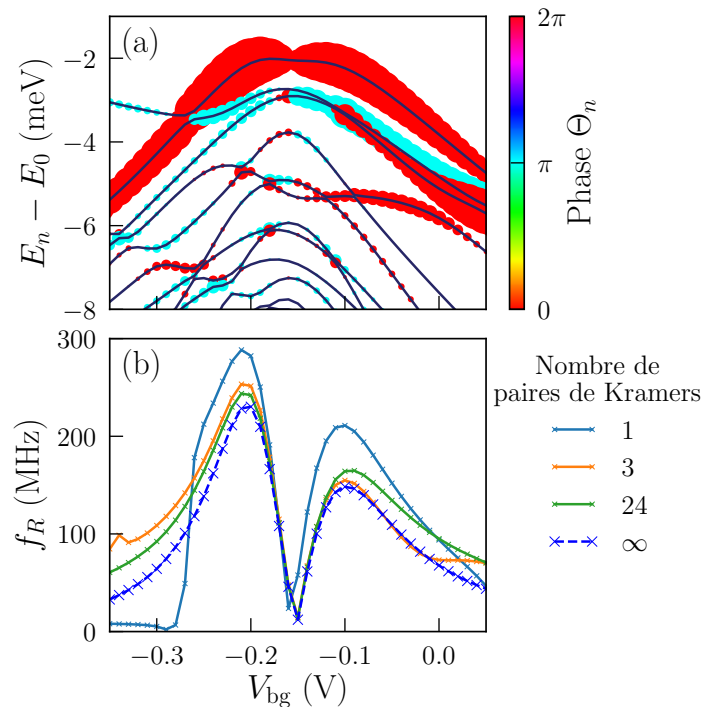 (a)
−2
−4
−6
−8
E_n − E_0 (meV)
2π
π
0
Phase Θ_n
(b)
300
200
100
0
f_R (MHz)
−0.3
−0.2
−0.1
0.0
V_bg (V)
Nombre de
paires de Kramers
1
3
24
∞